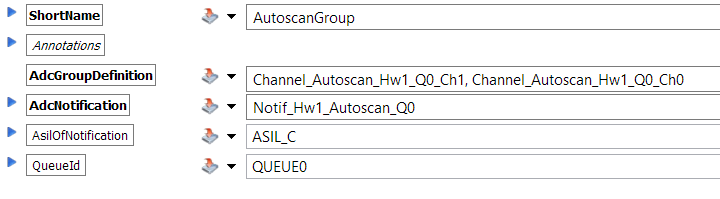 ShortName AutoscanGroup
Annotations
AdcGroupDefinition Channel_Autoscan_Hw1_Q0_Ch1, Channel_Autoscan_Hw1_Q0_Ch0
AdcNotification Notif_Hw1_Autoscan_Q0
AsilOfNotification ASIL_C
QueueId QUEUE0